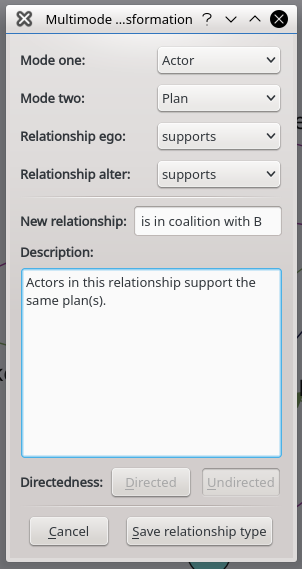 Multimode ...sformation ?
Mode one: Actor
Mode two: Plan
Relationship ego: supports
Relationship alter: supports
New relationship: is in coalition with B
Description:
Actors in this relationship support the
same plan(s).
Directedness: Directed Undirected
Cancel Save relationship type